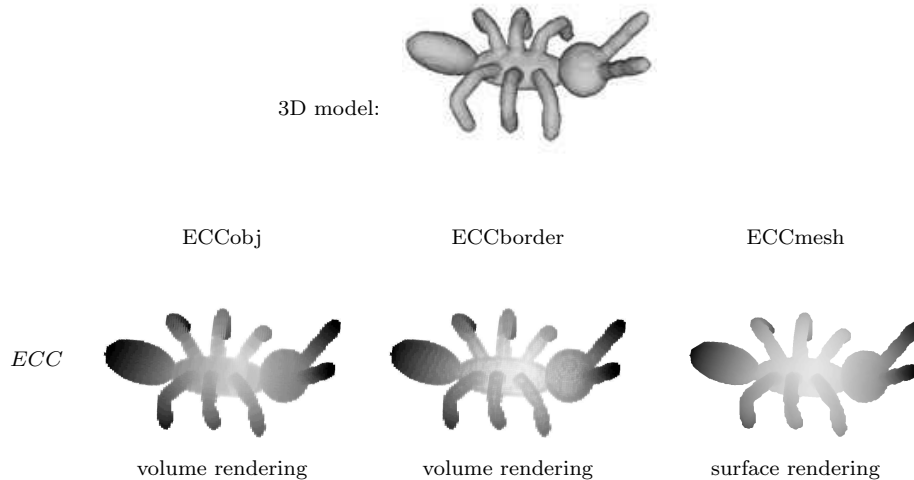 3D model:
ECCobj ECCborder ECCmesh
ECC
volume rendering volume rendering surface rendering